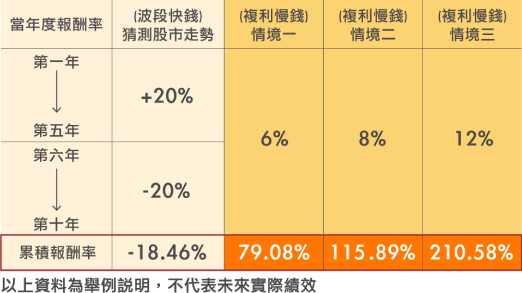 當年度報酬率
(波段快錢)
猜測股市走勢
(複利慢錢)
情境一
(複利慢錢)
情境二
(複利慢錢)
情境三
第一年
第五年
+20%
第六年
第十年
-20%
6%
8%
12%
累積報酬率
-18.46%
79.08%
115.89%
210.58%
以上資料為舉例説明，不代表未來實際績效